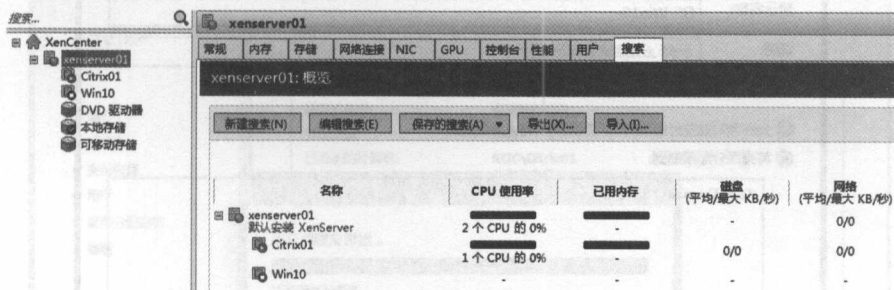 搜索...
XenCenter
xenserver01
Citrix01
Win10
DVD 驱动器
本地存储
可移动存储
xenserver01
常规 内存 存储 网络连接 NIC GPU 控制台 性能 用户 搜索
xenserver01: 概览
新建搜索(N) 编辑搜索(E) 保存的搜索(A) 导出(X)... 导入(I)...
名称 CPU 使用率 已用内存 磁盘 (平均/最大 KB/秒) 网络 (平均/最大 KB/秒)
xenserver01
默认安装 XenServer 2 个 CPU 的 0% - - 0/0
Citrix01
1 个 CPU 的 0% 0/0 0/0
Win10 - - - -